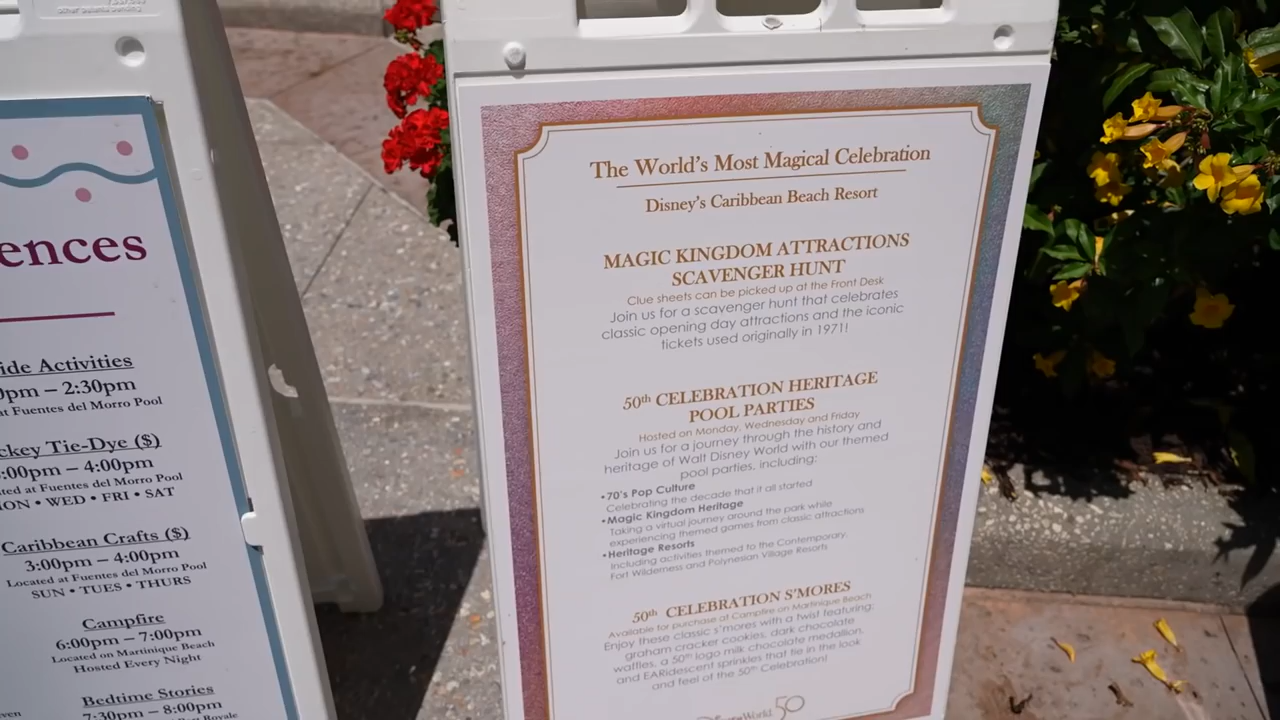 ences
ide Activities
pm – 2:30pm
at Fuentes del Morro Pool
ckey Tie-Dye ($)
:00pm – 4:00pm
ated at Fuentes del Morro Pool
ON • WED • FRI • SAT
Caribbean Crafts ($)
3:00pm – 4:00pm
Located at Fuentes del Morro Pool
SUN • TUES • THURS
Campfire
6:00pm – 7:00pm
Located on Martinique Beach
Hosted Every Night
Bedtime Stories
7:30pm – 8:00pm
The World's Most Magical Celebration
Disney's Caribbean Beach Resort
MAGIC KINGDOM ATTRACTIONS
SCAVENGER HUNT
Clue sheets can be picked up at the Front Desk
Join us for a scavenger hunt that celebrates
classic opening day attractions and the iconic
tickets used originally in 1971!
50th CELEBRATION HERITAGE
POOL PARTIES
Hosted on Monday, Wednesday and Friday
Join us for a journey through the history and
heritage of Walt Disney World with our themed
pool parties, including:
•70's Pop Culture
Celebrating the decade that it all started
•Magic Kingdom Heritage
Taking a virtual journey around the park while
experiencing themed games from classic attractions
•Heritage Resorts
Including activities themed to the Contemporary,
Fort Wilderness and Polynesian Village Resorts
50th CELEBRATION S'MORES
Available for purchase at Campfire on Martinique Beach
Enjoy these classic s'mores with a twist featuring:
graham cracker cookies, dark chocolate
waffles, a 50th logo milk chocolate medallion,
and EARidescent sprinkles that tie in the look
and feel of the 50th Celebration!
50